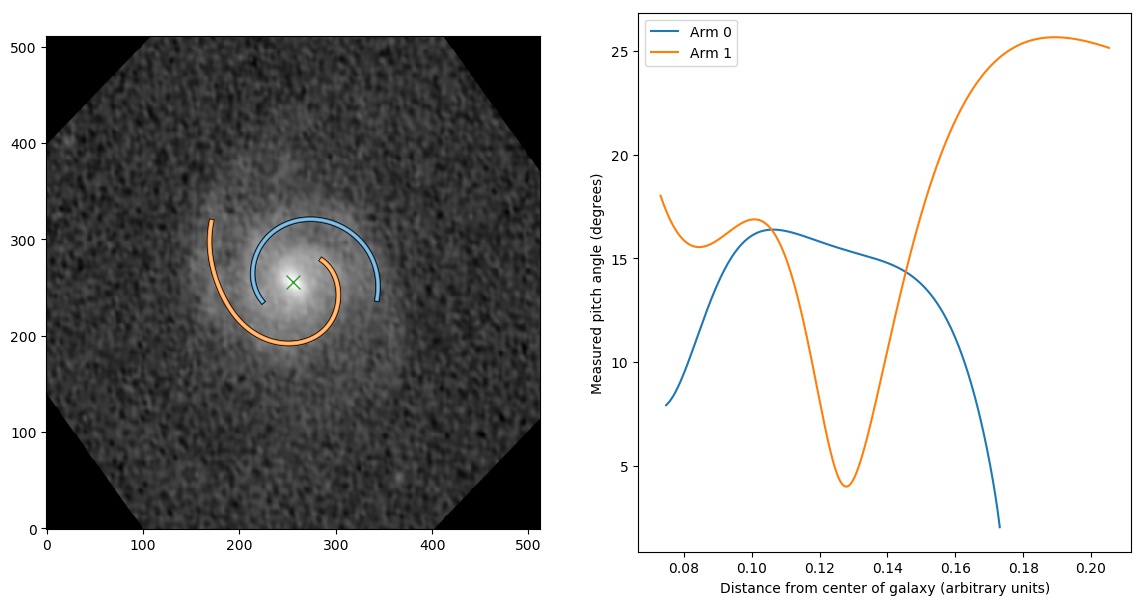 500
400
300
200
100
0
0 100 200 300 400 500
Arm 0
Arm 1
Measured pitch angle (degrees)
25
20
15
10
5
0.08 0.10 0.12 0.14 0.16 0.18 0.20
Distance from center of galaxy (arbitrary units)